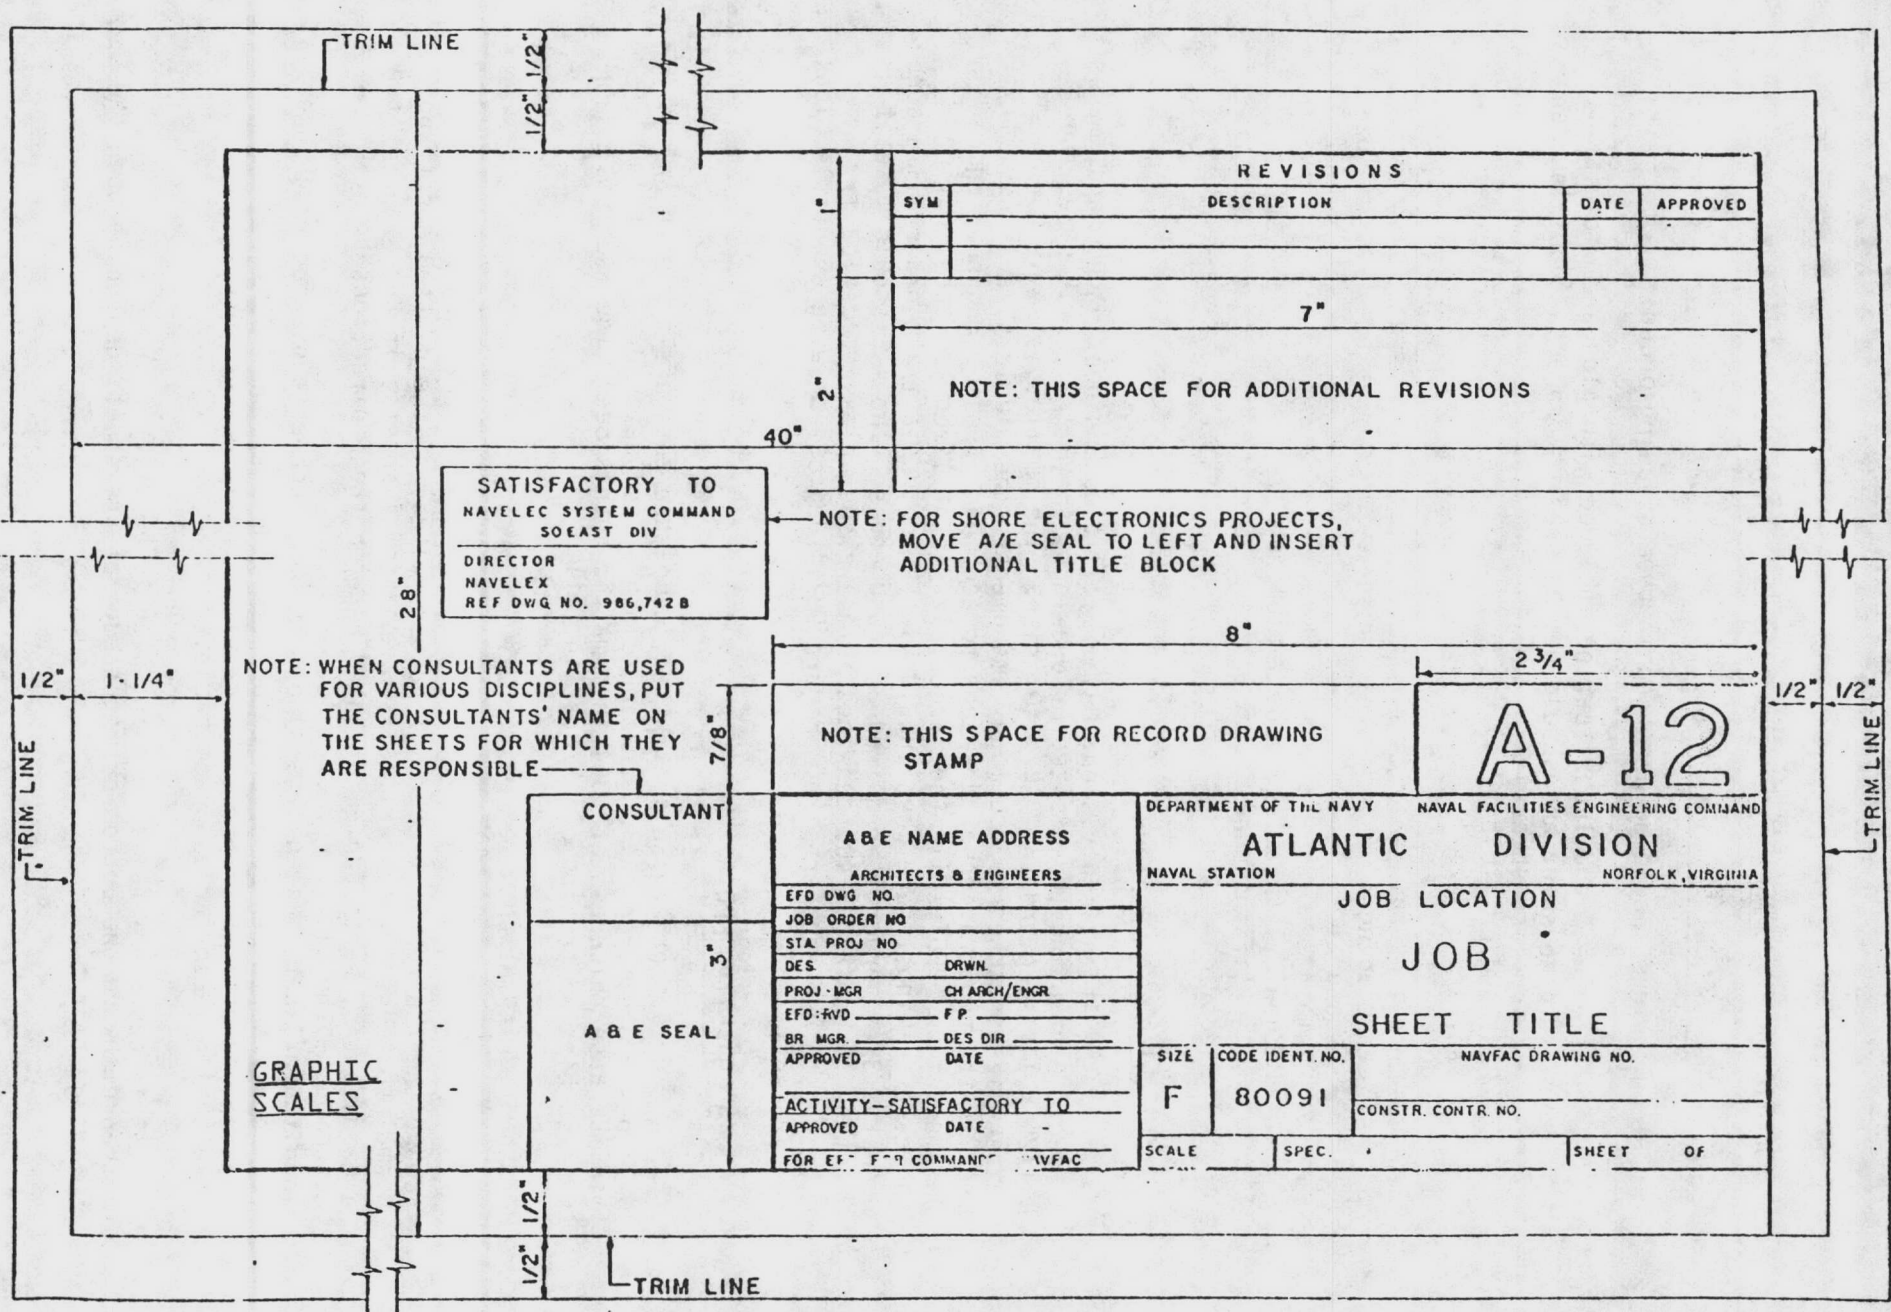 TRIM LINE
1/2"
1/2"
REVISIONS
SYM DESCRIPTION DATE APPROVED
1"
7"
2"
NOTE: THIS SPACE FOR ADDITIONAL REVISIONS
40"
SATISFACTORY TO
NAVELEC SYSTEM COMMAND
SOEAST DIV
DIRECTOR
NAVELEX
REF DWG NO. 986,742 B
NOTE: FOR SHORE ELECTRONICS PROJECTS,
MOVE A/E SEAL TO LEFT AND INSERT
ADDITIONAL TITLE BLOCK
28"
8"
2 3/4"
1/2" 1-1/4"
1/2" 1/2"
NOTE: WHEN CONSULTANTS ARE USED
FOR VARIOUS DISCIPLINES, PUT
THE CONSULTANTS' NAME ON
THE SHEETS FOR WHICH THEY
ARE RESPONSIBLE
7/8"
NOTE: THIS SPACE FOR RECORD DRAWING
STAMP
A-12
TRIM LINE
TRIM LINE
CONSULTANT
3"
A & E SEAL
A & E NAME ADDRESS
ARCHITECTS & ENGINEERS
EFD DWG NO.
JOB ORDER NO.
STA. PROJ NO
DES. DRWN.
PROJ-MGR CH ARCH/ENGR.
EFD:RVD F P.
BR MGR. DES DIR
APPROVED DATE
ACTIVITY-SATISFACTORY TO
APPROVED DATE
FOR COMMAND
DEPARTMENT OF THE NAVY NAVAL FACILITIES ENGINEERING COMMAND
ATLANTIC DIVISION
NAVAL STATION NORFOLK, VIRGINIA
JOB LOCATION
JOB
SHEET TITLE
SIZE CODE IDENT. NO. NAVFAC DRAWING NO.
F 80091
CONSTR. CONTR. NO.
SCALE SPEC. SHEET OF
GRAPHIC
SCALES
1/2"
1/2"
TRIM LINE